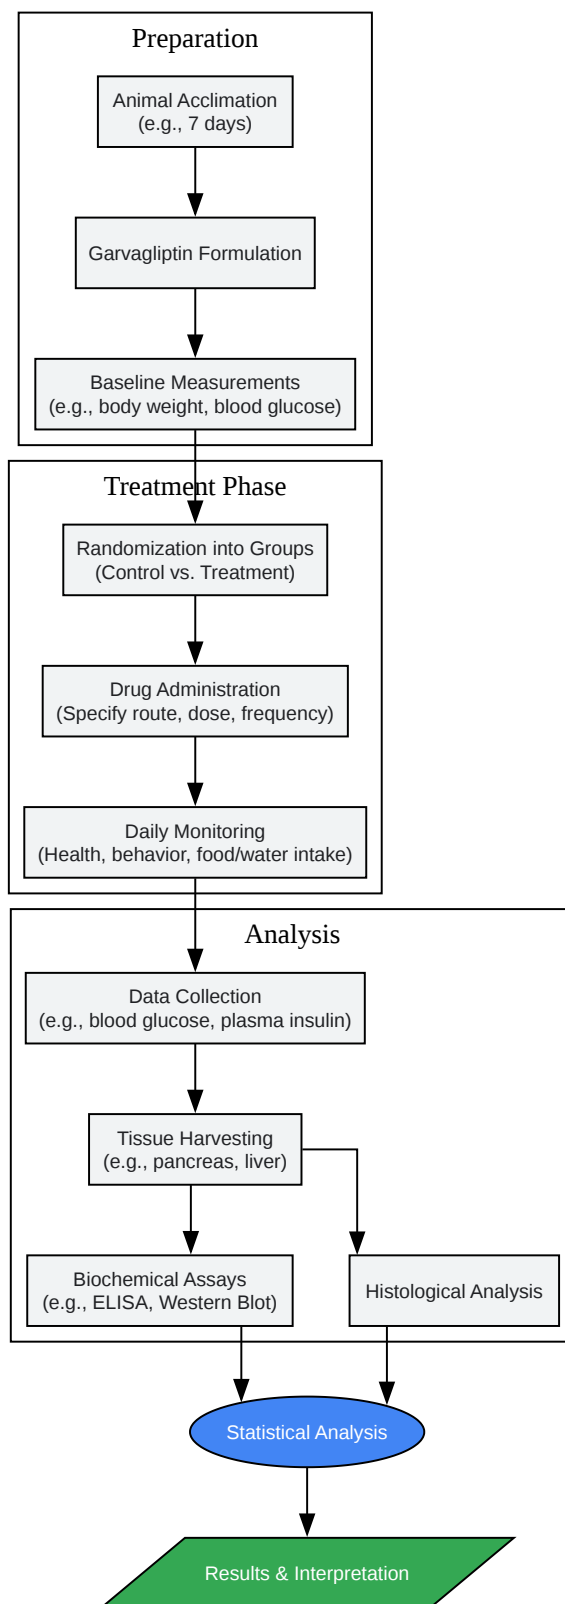 Preparation
Animal Acclimation
(e.g., 7 days)
Garvagliptin Formulation
Baseline Measurements
(e.g., body weight, blood glucose)
Treatment Phase
Randomization into Groups
(Control vs. Treatment)
Drug Administration
(Specify route, dose, frequency)
Daily Monitoring
(Health, behavior, food/water intake)
Analysis
Data Collection
(e.g., blood glucose, plasma insulin)
Tissue Harvesting
(e.g., pancreas, liver)
Biochemical Assays
(e.g., ELISA, Western Blot)
Histological Analysis
Statistical Analysis
Results & Interpretation